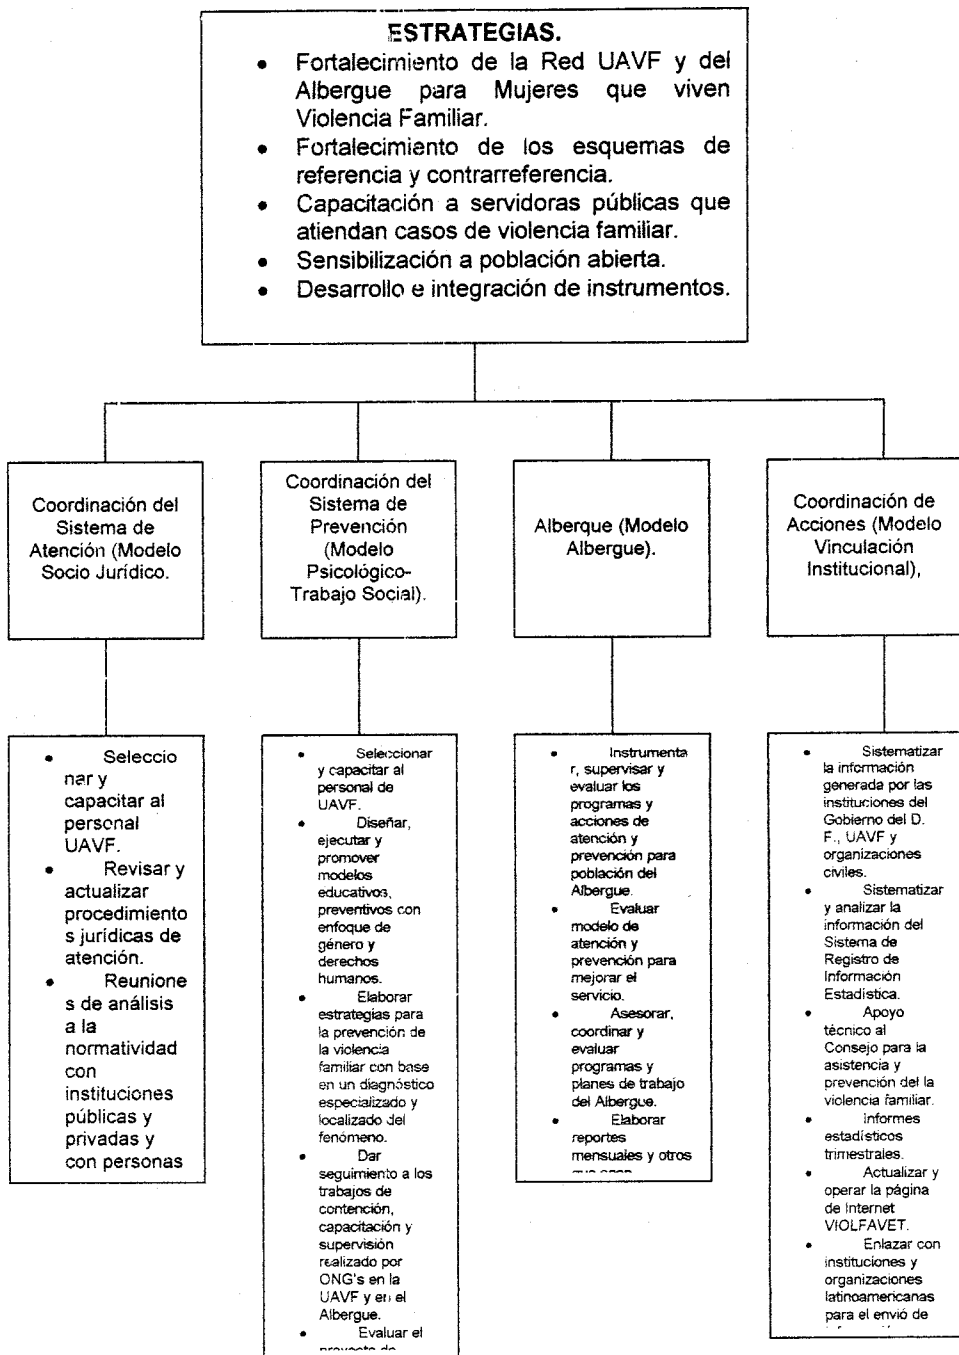 ESTRATEGIAS.
• Fortalecimiento de la Red UAVF y del
Albergue para Mujeres que viven
Violencia Familiar.
• Fortalecimiento de los esquemas de
referencia y contrarreferencia.
• Capacitación a servidoras públicas que
atiendan casos de violencia familiar.
• Sensibilización a población abierta.
• Desarrollo e integración de instrumentos.
Coordinación del
Sistema de
Atención (Modelo
Socio Jurídico.
Coordinación del
Sistema de
Prevención
(Modelo
Psicológico-
Trabajo Social).
Alberque (Modelo
Albergue).
Coordinación de
Acciones (Modelo
Vinculación
Institucional),
• Seleccio
nar y
capacitar al
personal
UAVF.
• Revisar y
actualizar
procedimiento
s jurídicas de
atención.
• Reunione
s de análisis
a la
normatividad
con
instituciones
públicas y
privadas y
con personas
• Seleccionar
y capacitar al
personal de
UAVF.
• Diseñar,
ejecutar y
promover
modelos
educativos,
preventivos con
enfoque de
género y
derechos
humanos.
• Elaborar
estrategias para
la prevención de
la violencia
familiar con base
en un diagnóstico
especializado y
localizado del
fenómeno.
• Dar
seguimiento a los
trabajos de
contención,
capacitación y
supervisión
realizado por
ONG's en la
UAVF y en el
Albergue.
• Evaluar el
proyecto de
• Instrumenta
r, supervisar y
evaluar los
programas y
acciones de
atención y
prevención para
población del
Albergue.
• Evaluar
modelo de
atención y
prevención para
mejorar el
servicio.
• Asesorar,
coordinar y
evaluar
programas y
planes de trabajo
del Albergue.
• Elaborar
reportes
mensuales y otros
• Sistematizar
la información
generada por las
instituciones del
Gobierno del D.
F., UAVF y
organizaciones
civiles.
• Sistematizar
y analizar la
información del
Sistema de
Registro de
Información
Estadística.
• Apoyo
técnico al
Consejo para la
asistencia y
prevención del la
violencia familiar.
• Informes
estadísticos
trimestrales.
• Actualizar y
operar la página
de Internet
VIOLFAVET.
• Enlazar con
instituciones y
organizaciones
latinoamericanas
para el envió de